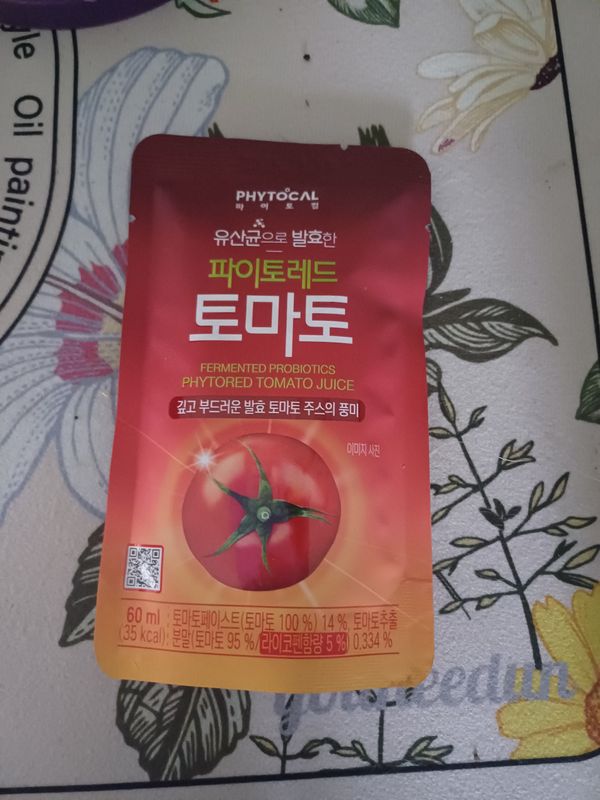 gle Oil painti
PHYTOCAL
파이토컬
유산균으로 발효한
파이토레드
토마토
FERMENTED PROBIOTICS
PHYTORED TOMATO JUICE
깊고 부드러운 발효 토마토 주스의 풍미
이미지 사진
60 ml : 토마토페이스트(토마토 100 %) 14 %, 토마토추출
(35 kcal) : 분말(토마토 95 %/라이코펜함량 5 %) 0.334 %